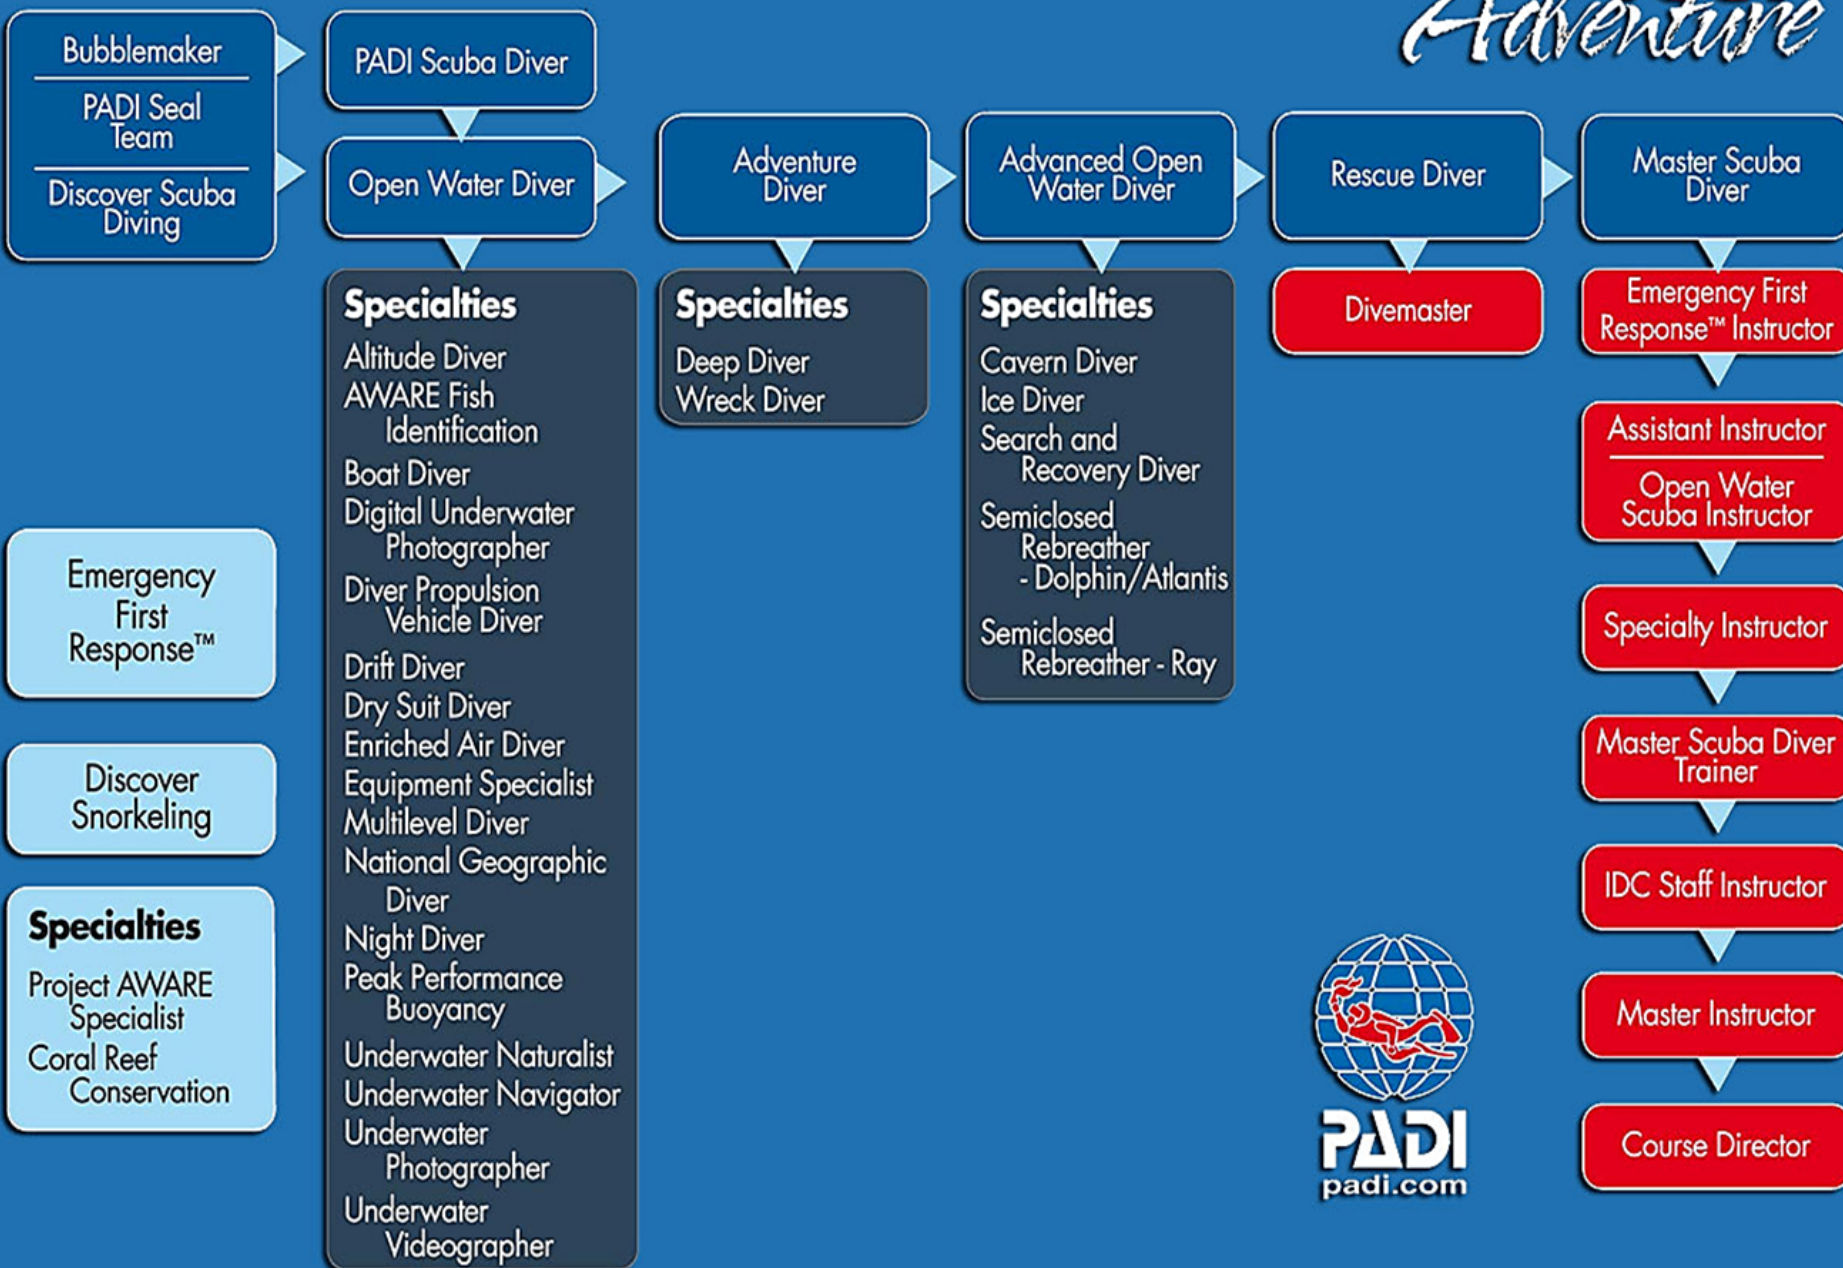 Adventure
Bubblemaker
PADI Seal
Team
Discover Scuba
Diving
PADI Scuba Diver
Open Water Diver
Adventure
Diver
Advanced Open
Water Diver
Rescue Diver
Master Scuba
Diver
Specialties
Altitude Diver
AWARE Fish
Identification
Boat Diver
Digital Underwater
Photographer
Diver Propulsion
Vehicle Diver
Drift Diver
Dry Suit Diver
Enriched Air Diver
Equipment Specialist
Multilevel Diver
National Geographic
Diver
Night Diver
Peak Performance
Buoyancy
Underwater Naturalist
Underwater Navigator
Underwater
Photographer
Underwater
Videographer
Specialties
Deep Diver
Wreck Diver
Specialties
Cavern Diver
Ice Diver
Search and
Recovery Diver
Semiclosed
Rebreather
- Dolphin/Atlantis
Semiclosed
Rebreather - Ray
Divemaster
Emergency First
Response™ Instructor
Assistant Instructor
Open Water
Scuba Instructor
Specialty Instructor
Master Scuba Diver
Trainer
IDC Staff Instructor
Master Instructor
Course Director
Emergency
First
Response™
Discover
Snorkeling
Specialties
Project AWARE
Specialist
Coral Reef
Conservation
PADI
padi.com